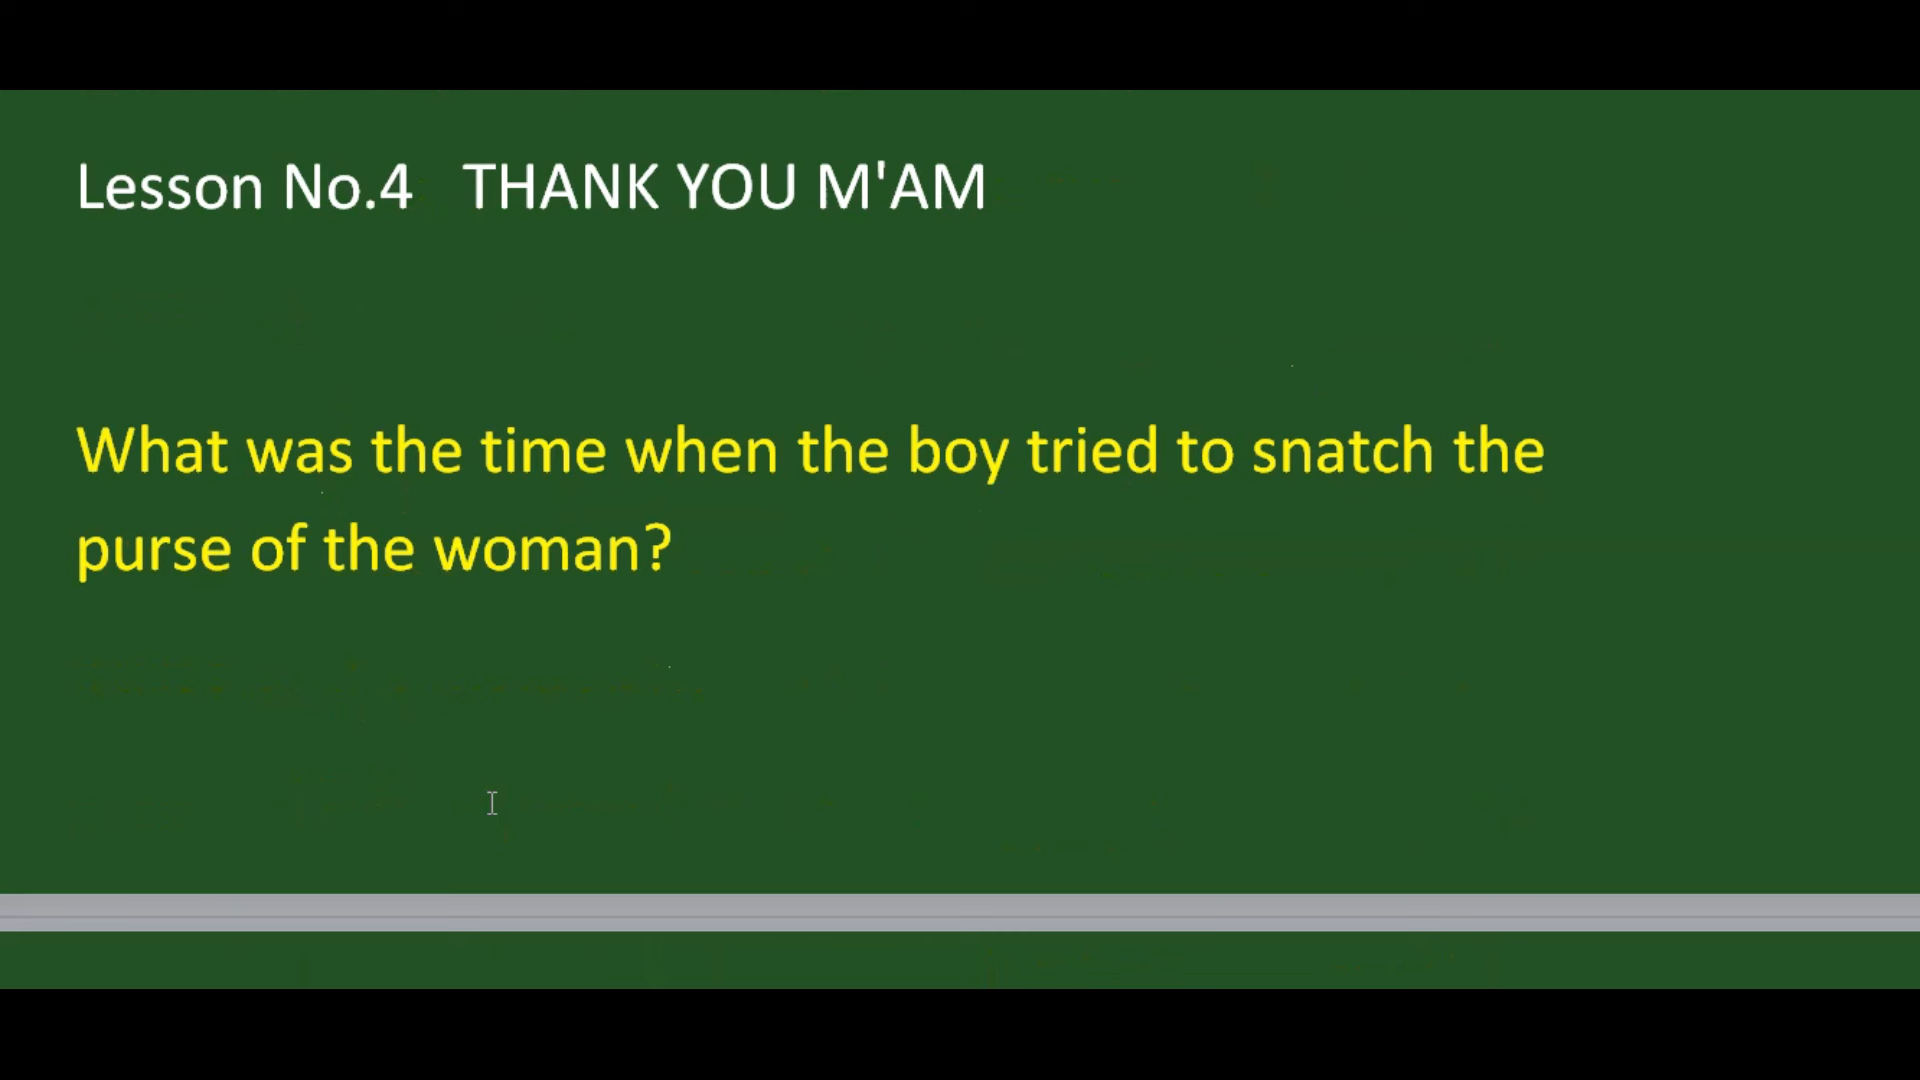 Lesson No.4 THANK YOU M'AM
What was the time when the boy tried to snatch the
purse of the woman?